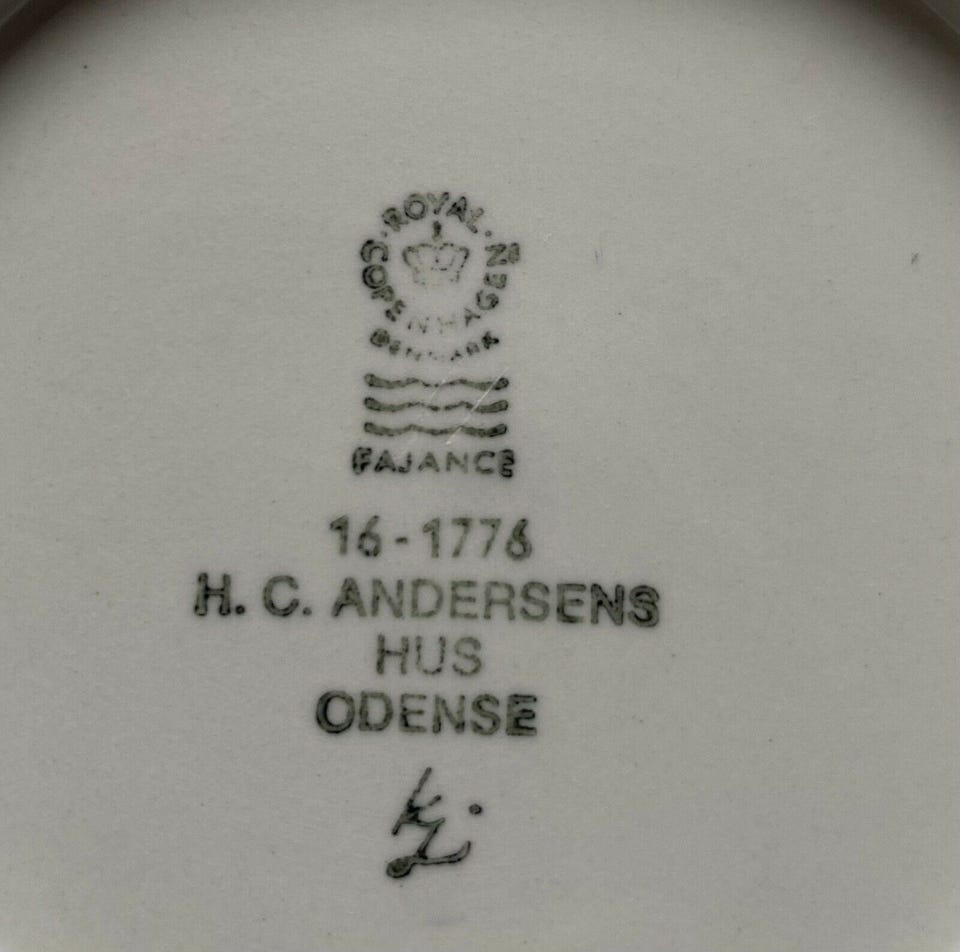 ROYAL
COPENHAGEN
DENMARK
FAJANCE
16-1776
H. C. ANDERSENS
HUS
ODENSE